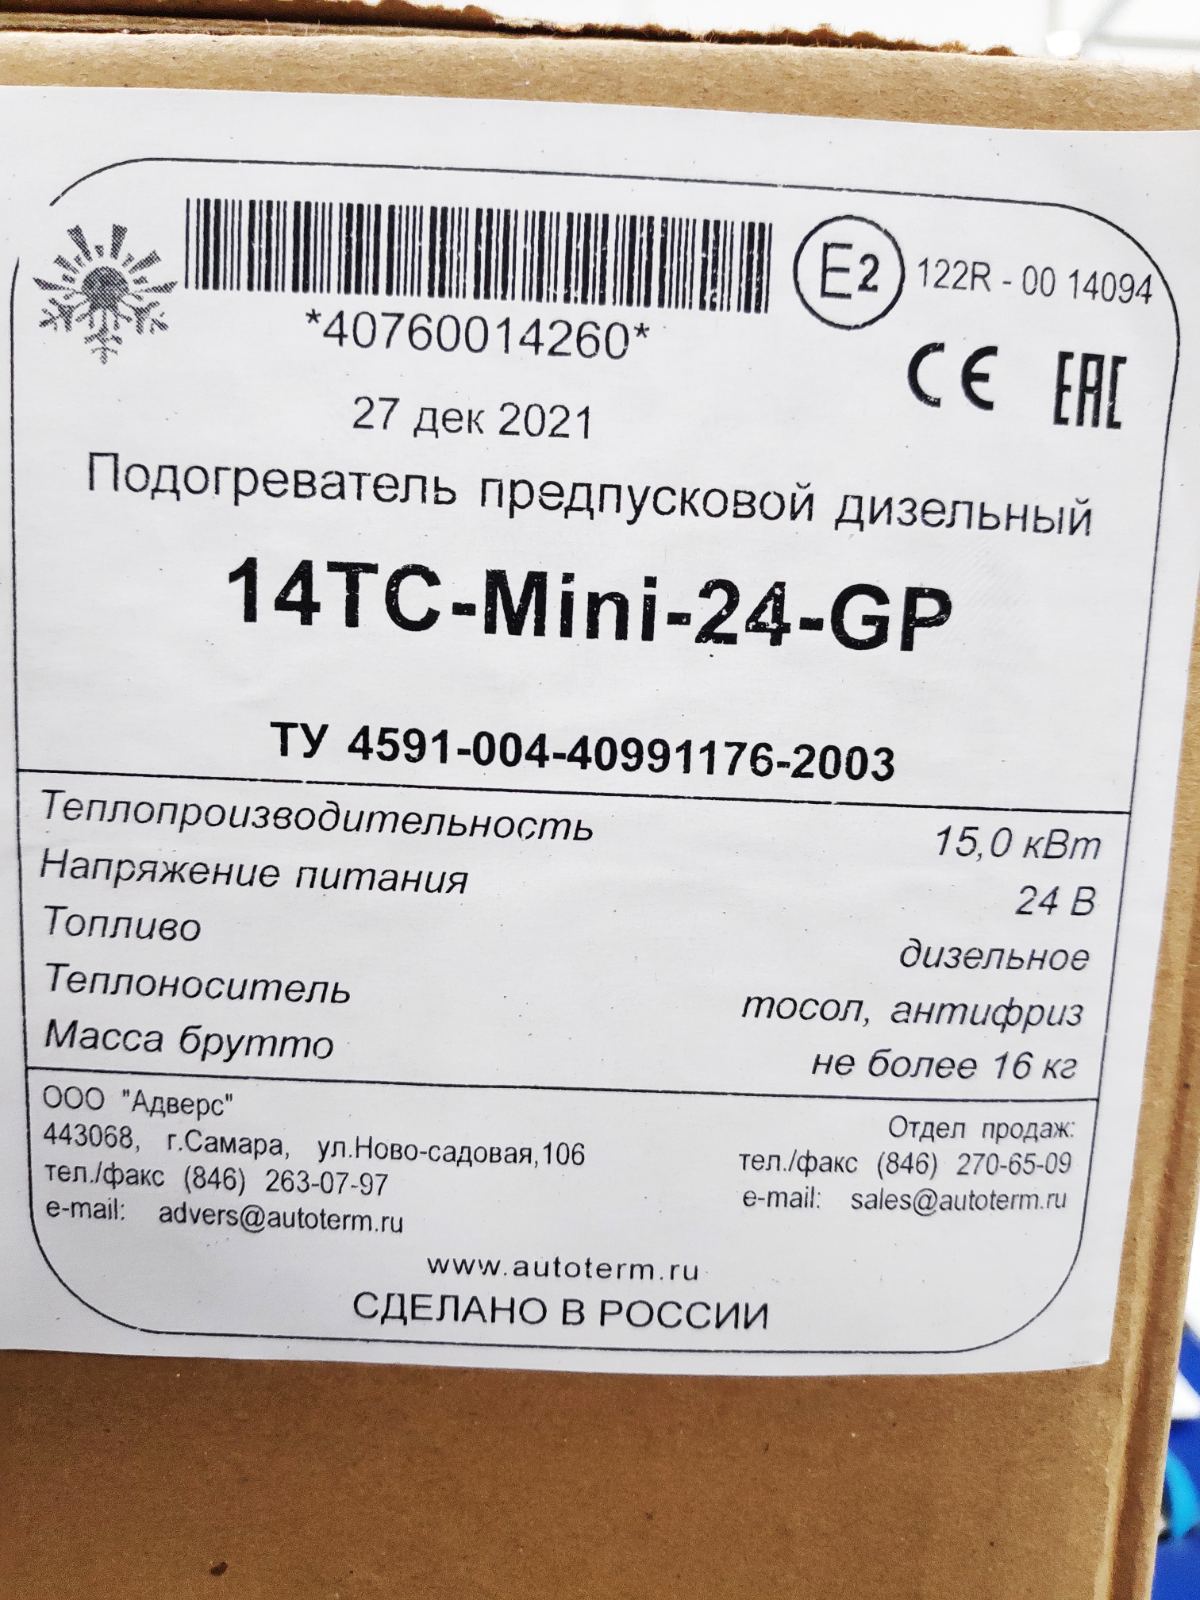 *40760014260*
E2 122R - 00 14094
CE EAC
27 дек 2021
Подогреватель предпусковой дизельный
14ТС-Mini-24-GP
ТУ 4591-004-40991176-2003
Теплопроизводительность 15,0 кВт
Напряжение питания 24 В
Топливо дизельное
Теплоноситель тосол, антифриз
Масса брутто не более 16 кг
ООО "Адверс"
443068, г.Самара, ул.Ново-садовая,106
тел./факс (846) 263-07-97
e-mail: advers@autoterm.ru
Отдел продаж:
тел./факс (846) 270-65-09
e-mail: sales@autoterm.ru
www.autoterm.ru
СДЕЛАНО В РОССИИ